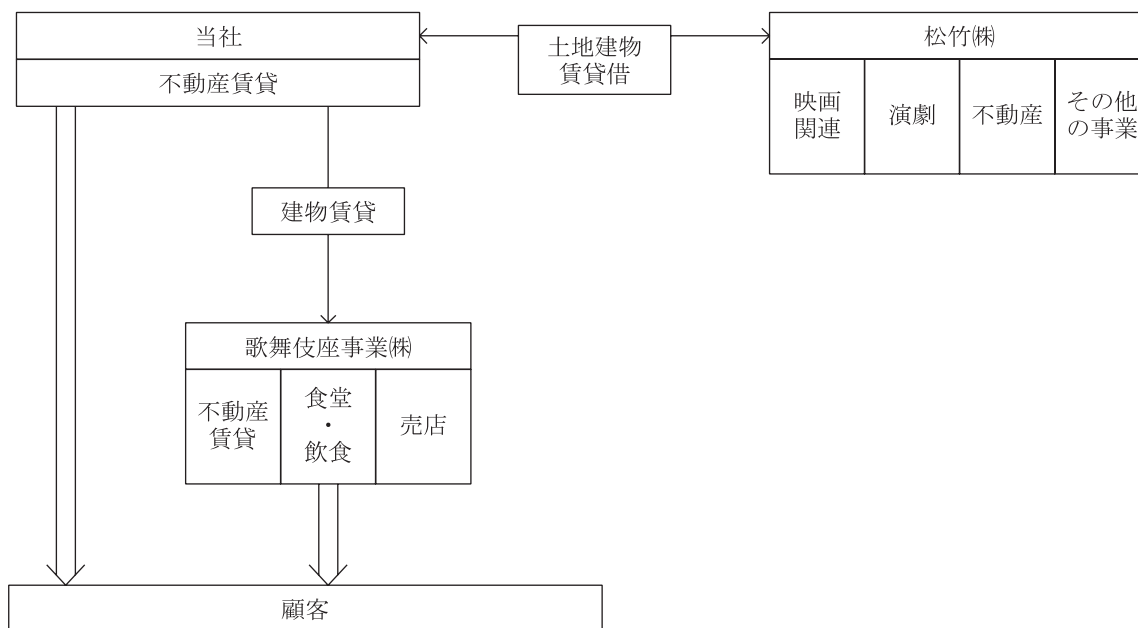 当社
不動産賃貸
土地建物
賃貸借
松竹㈱
映画
関連
演劇
不動産
その他
の事業
建物賃貸
歌舞伎座事業㈱
不動産
賃貸
食堂
・
飲食
売店
顧客